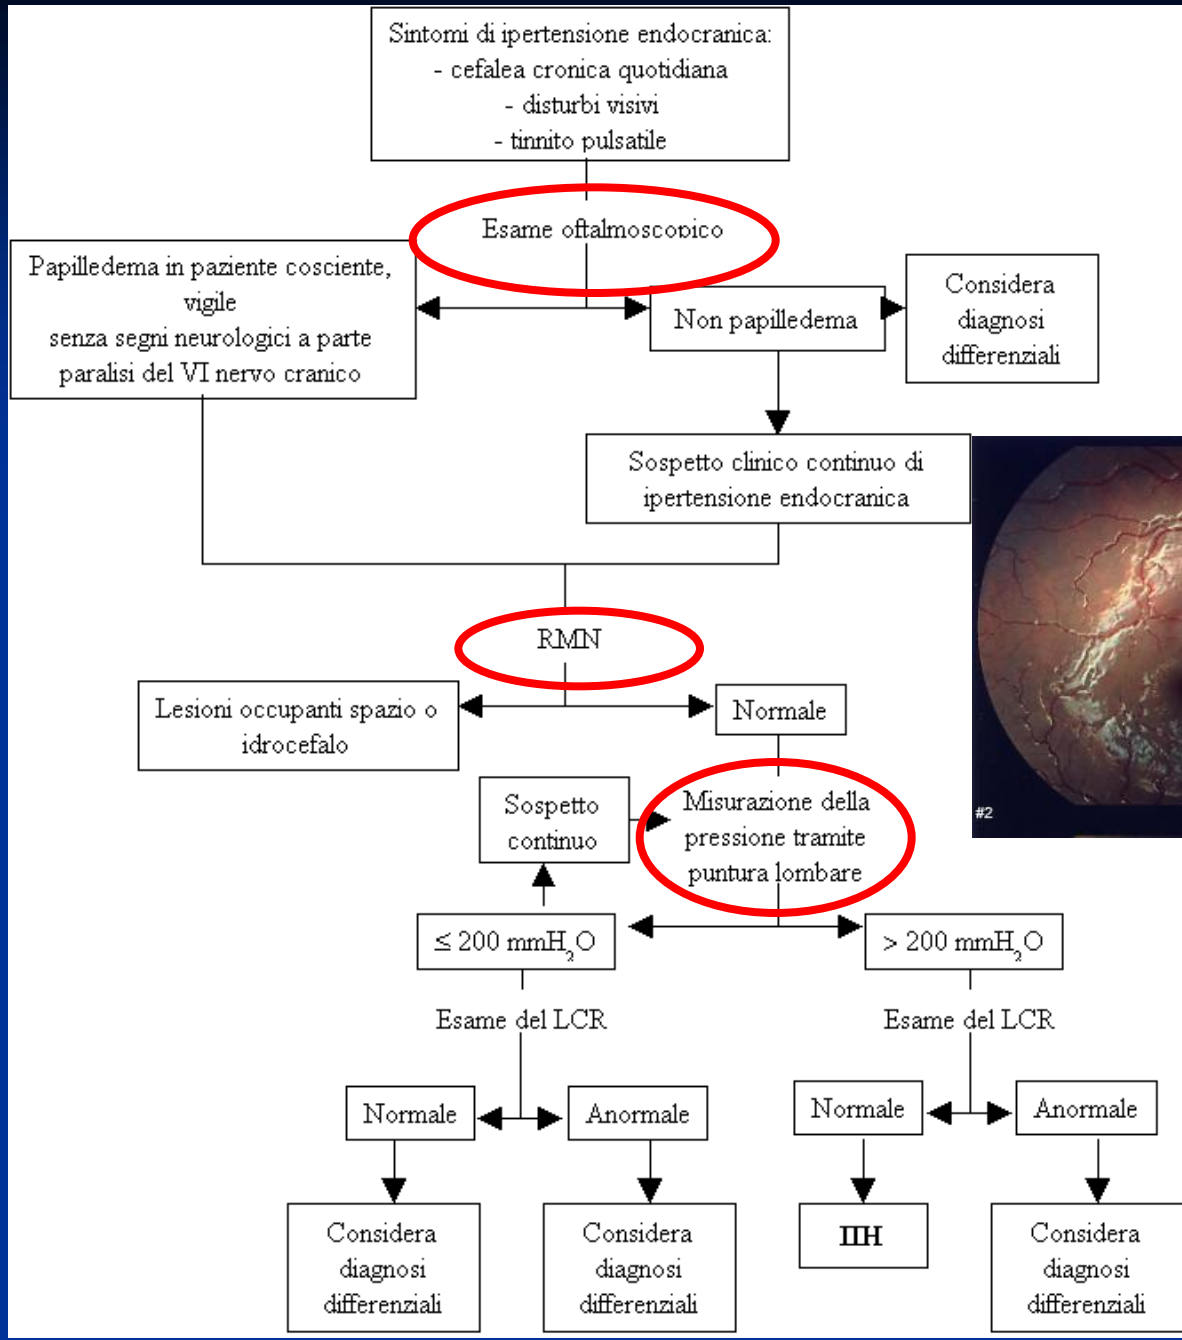 Sintomi di ipertensione endocranica:
- cefalea cronica quotidiana
- disturbi visivi
- tinnito pulsatile
Esame oftalmoscopico
Papilledema in paziente cosciente,
vigile
senza segni neurologici a parte
paralisi del VI nervo cranico
Non papilledema
Considera
diagnosi
differenziali
Sospetto clinico continuo di
ipertensione endocranica
#2
RMN
Lesioni occupanti spazio o
idrocefalo
Normale
Sospetto
continuo
Misurazione della
pressione tramite
puntura lombare
≤ 200 mmH₂O
> 200 mmH₂O
Esame del LCR
Esame del LCR
Normale
Anormale
Normale
Anormale
Considera
diagnosi
differenziali
Considera
diagnosi
differenziali
IIH
Considera
diagnosi
differenziali